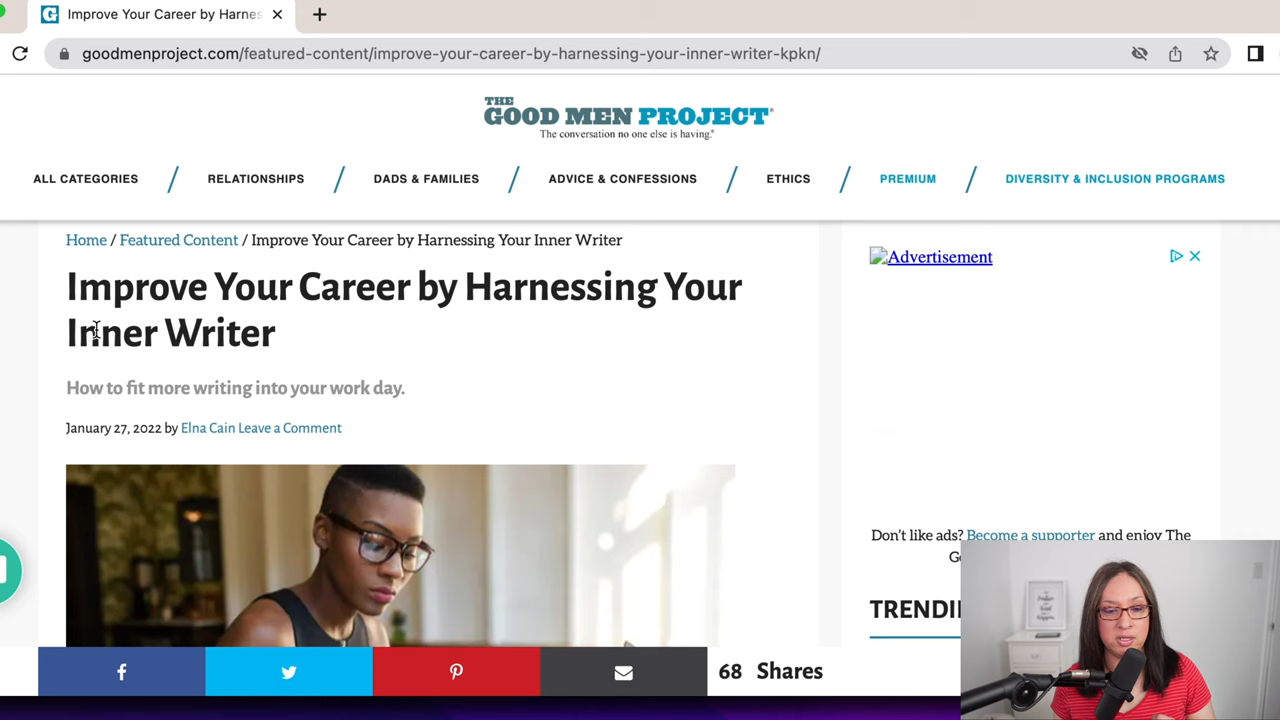 Improve Your Career by Harnes
goodmenproject.com/featured-content/improve-your-career-by-harnessing-your-inner-writer-kpkn/
THE
GOOD MEN PROJECT®
The conversation no one else is having.®
ALL CATEGORIES / RELATIONSHIPS / DADS & FAMILIES / ADVICE & CONFESSIONS / ETHICS / PREMIUM / DIVERSITY & INCLUSION PROGRAMS
Home / Featured Content / Improve Your Career by Harnessing Your Inner Writer
Improve Your Career by Harnessing Your
Inner Writer
How to fit more writing into your work day.
January 27, 2022 by Elna Cain Leave a Comment
68 Shares
Advertisement
Don't like ads? Become a supporter and enjoy The
TRENDI